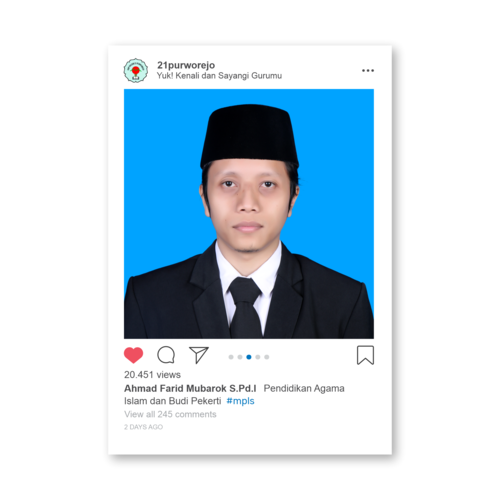 21purworejo
Yuk! Kenali dan Sayangi Gurumu
20.451 views
Ahmad Farid Mubarok S.Pd.I Pendidikan Agama
Islam dan Budi Pekerti #mpls
View all 245 comments
2 DAYS AGO